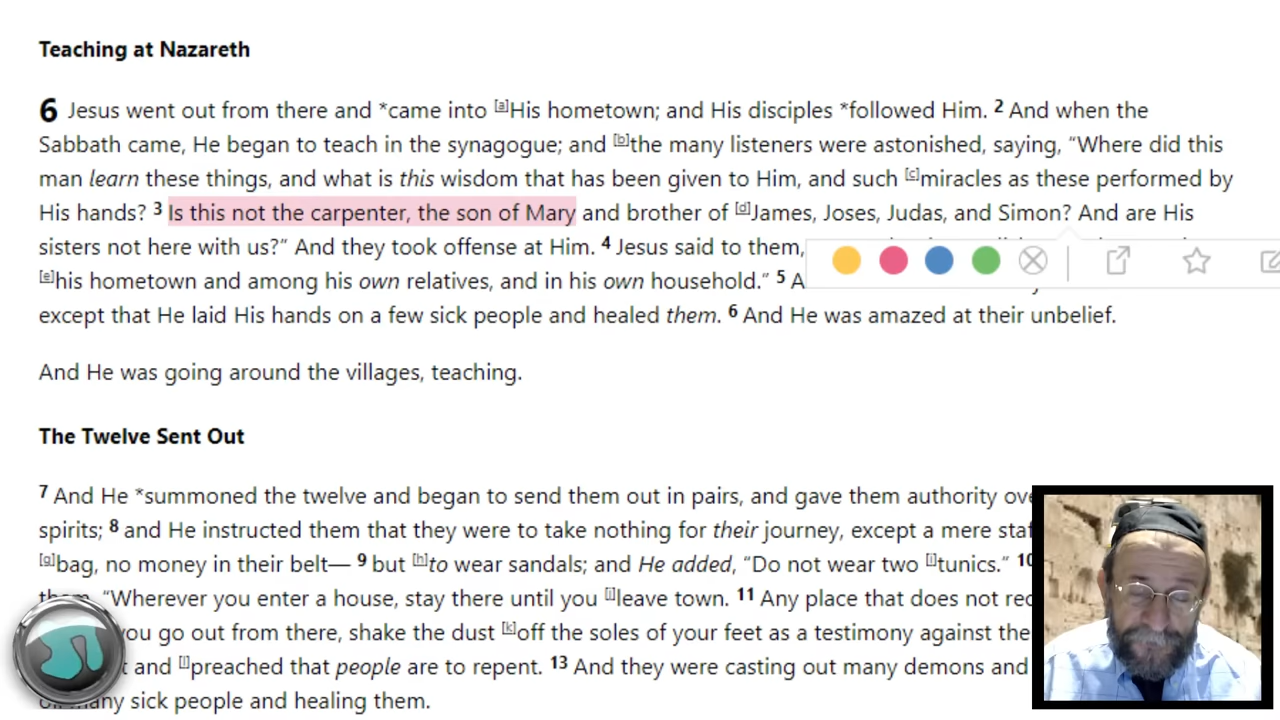 Teaching at Nazareth
6 Jesus went out from there and *came into [a]His hometown; and His disciples *followed Him. 2 And when the
Sabbath came, He began to teach in the synagogue; and [b]the many listeners were astonished, saying, “Where did this
man learn these things, and what is this wisdom that has been given to Him, and such [c]miracles as these performed by
His hands? 3 Is this not the carpenter, the son of Mary and brother of [d]James, Joses, Judas, and Simon? And are His
sisters not here with us?” And they took offense at Him. 4 Jesus said to them,
[e]his hometown and among his own relatives, and in his own household.” 5 A
except that He laid His hands on a few sick people and healed them. 6 And He was amazed at their unbelief.
And He was going around the villages, teaching.
The Twelve Sent Out
7 And He *summoned the twelve and began to send them out in pairs, and gave them authority
spirits; 8 and He instructed them that they were to take nothing for their journey, except a mere
[g]bag, no money in their belt— 9 but [h]to wear sandals; and He added, “Do not wear two [i]tunics.” 10
“Wherever you enter a house, stay there until you [j]leave town. 11 Any place that does not
you go out from there, shake the dust [k]off the soles of your feet as a testimony against the
and [l]preached that people are to repent. 13 And they were casting out many demons and
many sick people and healing them.